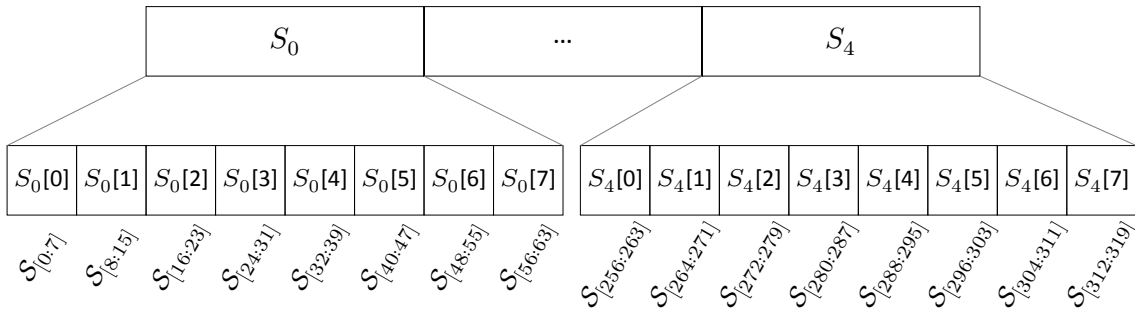 S₀ ... S₄
S₀[0] S₀[1] S₀[2] S₀[3] S₀[4] S₀[5] S₀[6] S₀[7] S₄[0] S₄[1] S₄[2] S₄[3] S₄[4] S₄[5] S₄[6] S₄[7]
S[0:7] S[8:15] S[16:23] S[24:31] S[32:39] S[40:47] S[48:55] S[56:63] S[256:263] S[264:271] S[272:279] S[280:287] S[288:295] S[296:303] S[304:311] S[312:319]